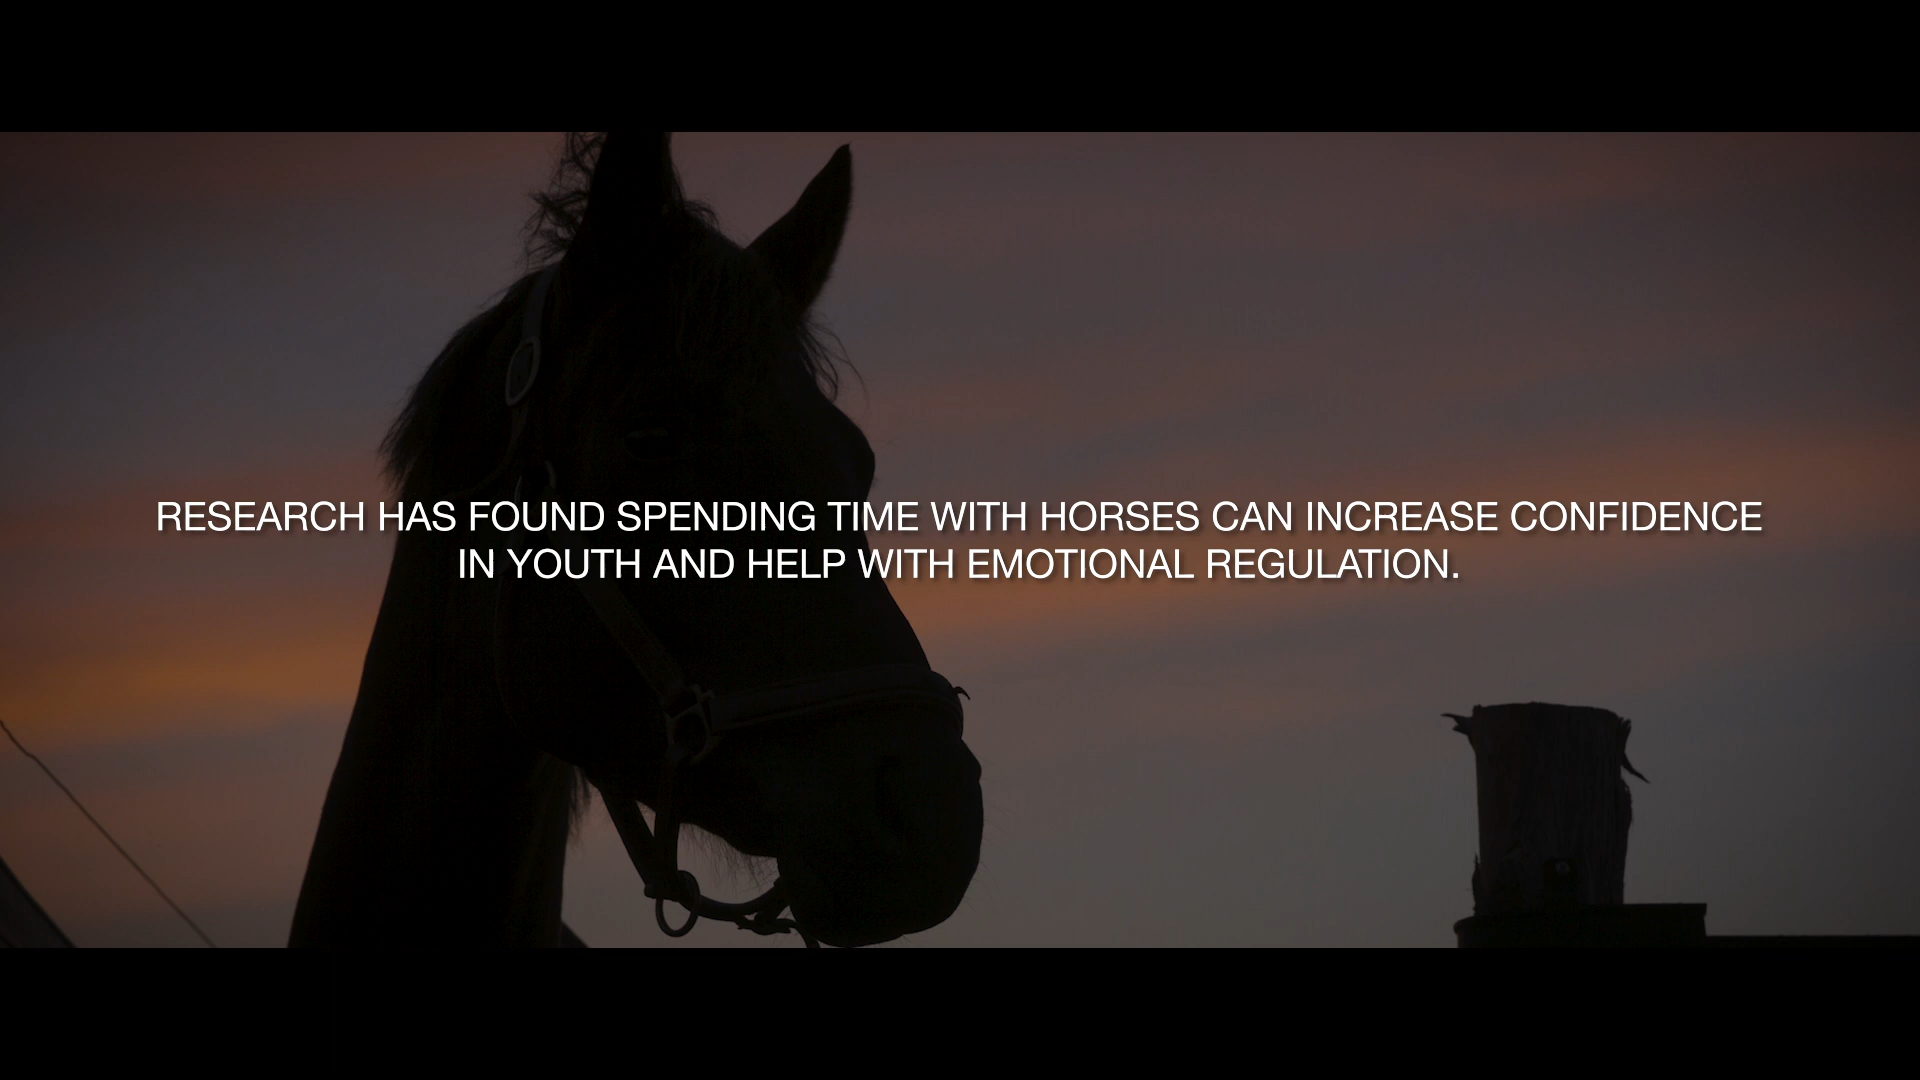 RESEARCH HAS FOUND SPENDING TIME WITH HORSES CAN INCREASE CONFIDENCE
IN YOUTH AND HELP WITH EMOTIONAL REGULATION.